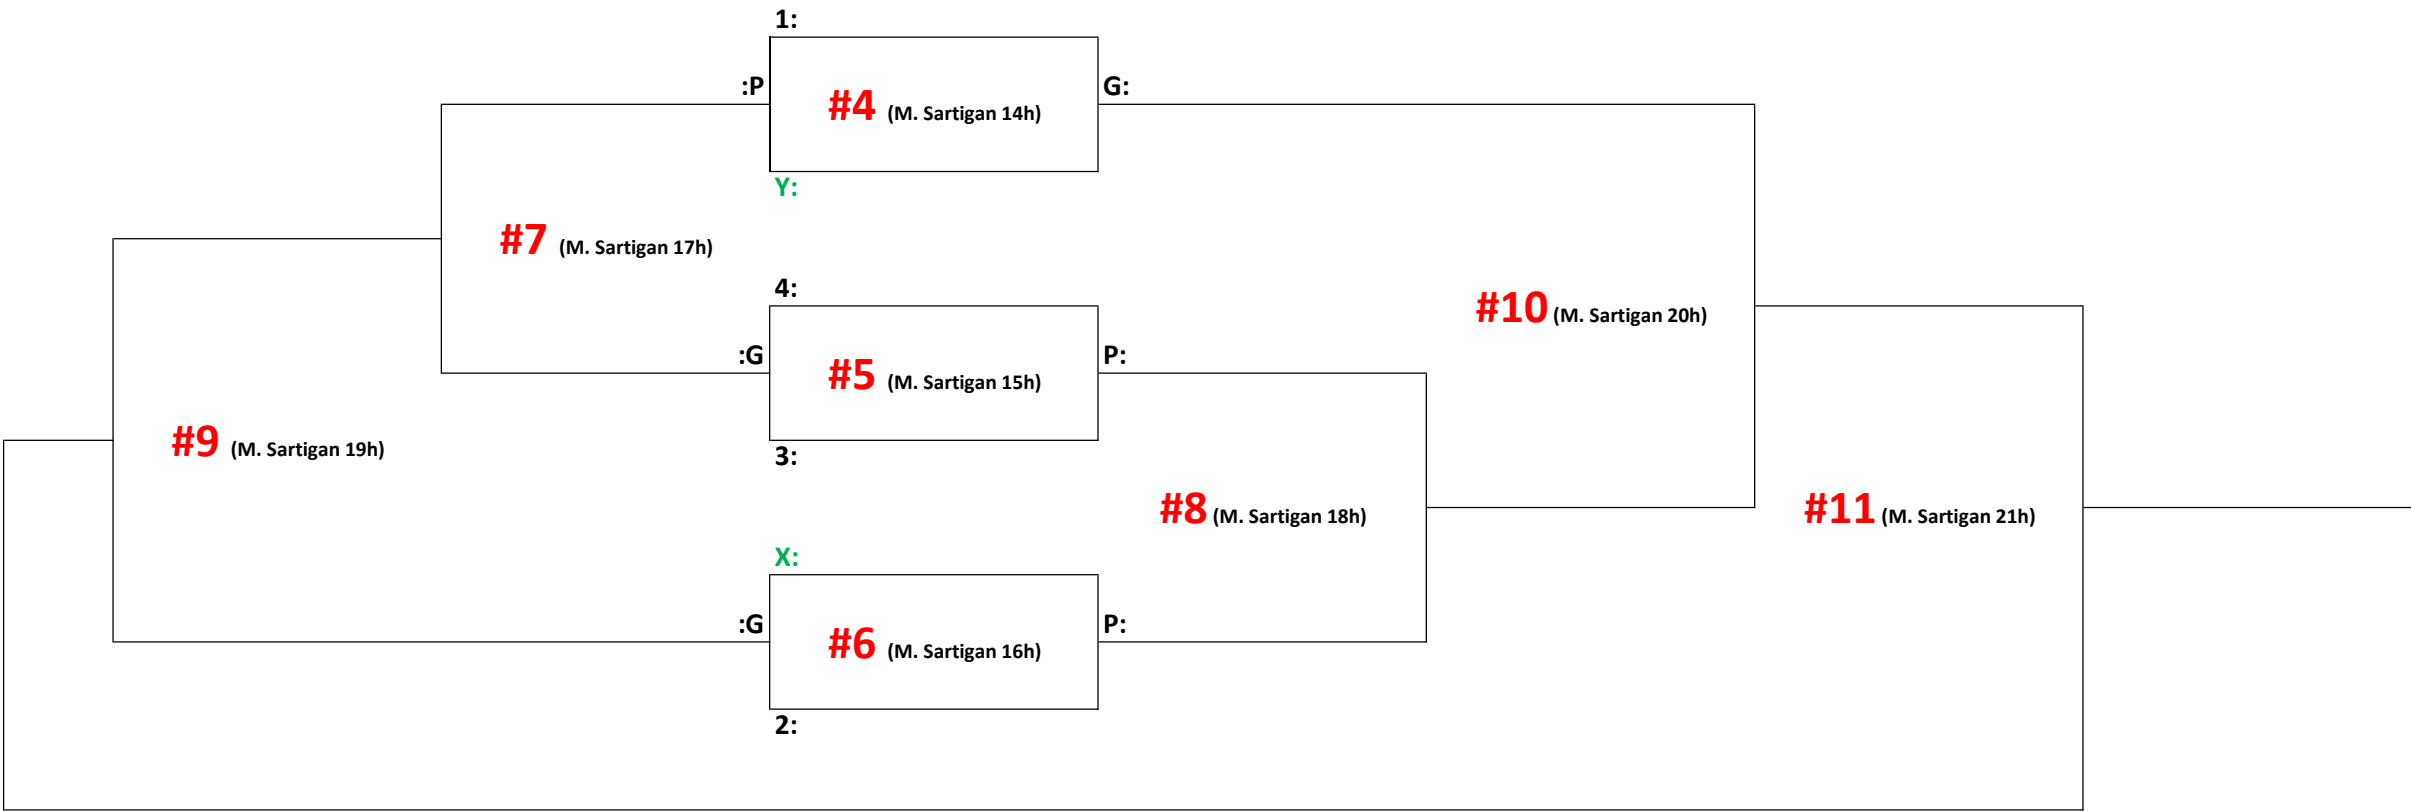 1:
:P
#4 (M. Sartigan 14h)
G:
Y:
#7 (M. Sartigan 17h)
4:
#10 (M. Sartigan 20h)
:G
#5 (M. Sartigan 15h)
P:
#9 (M. Sartigan 19h)
3:
#8 (M. Sartigan 18h)
#11 (M. Sartigan 21h)
X:
:G
#6 (M. Sartigan 16h)
P:
2: